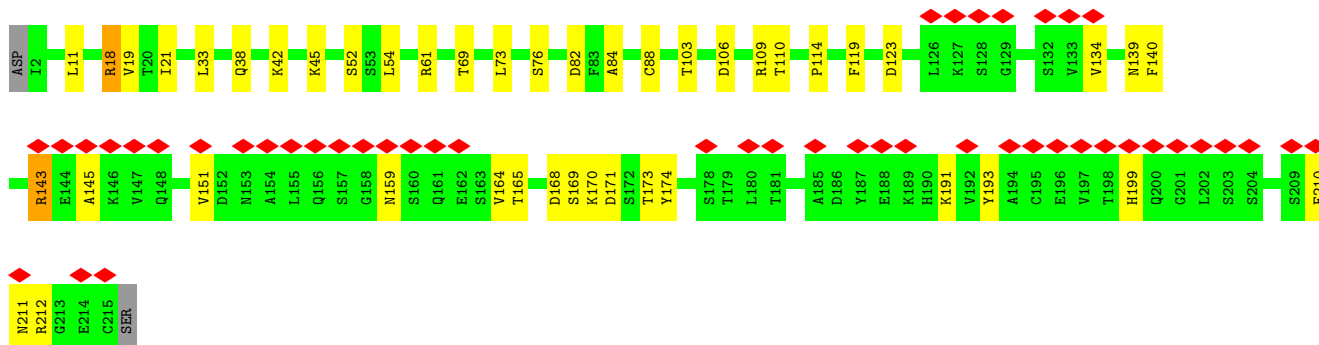 ASP I2 L11 R18 V19 T20 I21 L33 Q38 K42 K45 S52 S53 L54 R61 T69 L73 S76 D82 F83 A84 C88 T103 D106 R109 T110 P114 F119 D123 L126 K127 S128 G129 S132 V133 V134 N139 F140
R143 E144 A145 K146 V147 Q148 V151 D152 N153 A154 L155 Q156 S157 G158 N159 S160 Q161 E162 S163 V164 T165 D168 S169 K170 D171 S172 T173 Y174 S178 T179 L180 T181 A185 D186 Y187 E188 K189 H190 K191 V192 Y193 A194 C195 E196 V197 T198 H199 Q200 G201 L202 S203 S204 S209
N211 R212 G213 E214 C215 SER